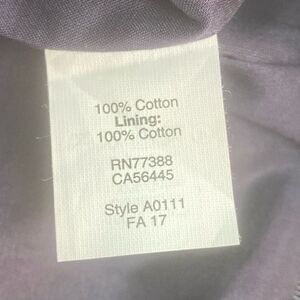 100% Cotton
Lining:
100% Cotton
RN77388
CA56445
Style A0111
FA 17